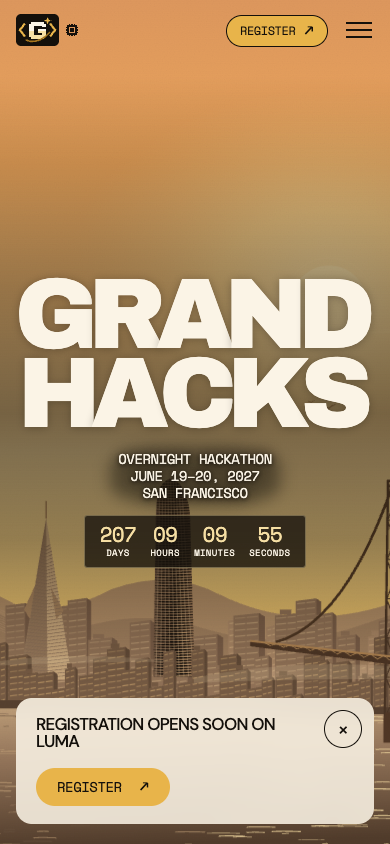 G
REGISTER ↗
GRAND
HACKS
OVERNIGHT HACKATHON
JUNE 19–20, 2027
SAN FRANCISCO
207 09 09 55
DAYS HOURS MINUTES SECONDS
REGISTRATION OPENS SOON ON
LUMA
×
REGISTER ↗